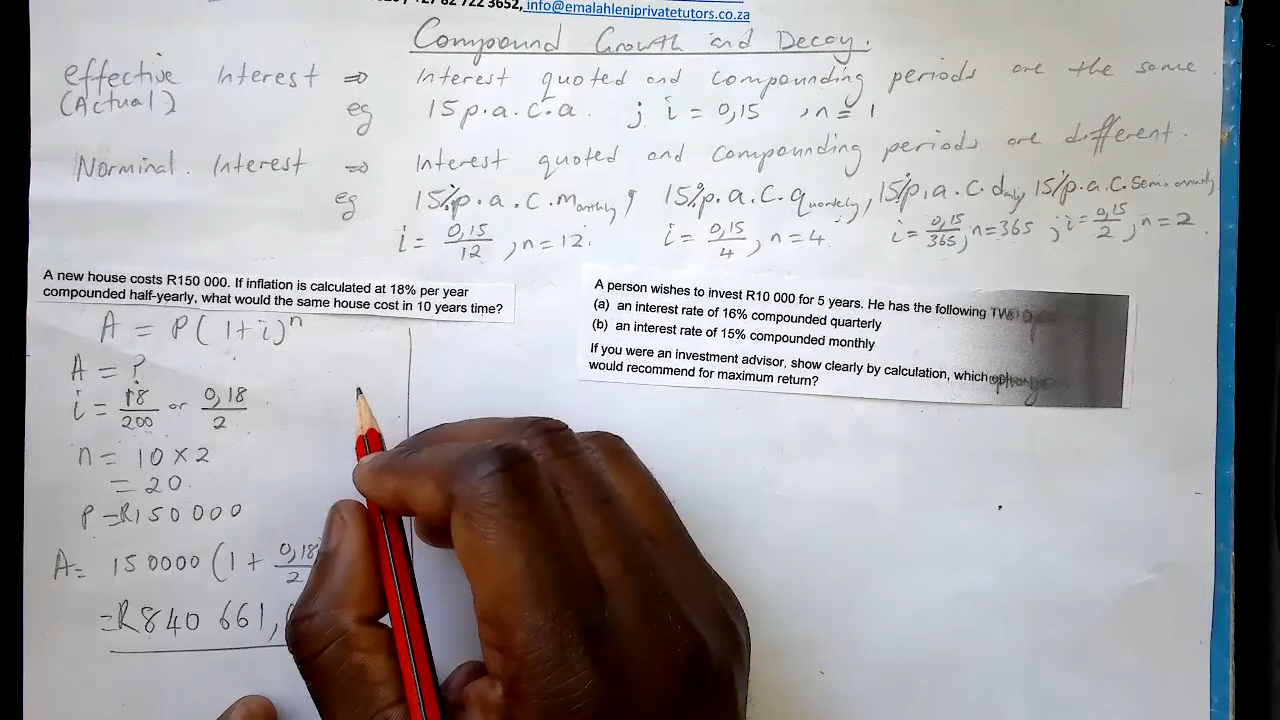 3652, info@emalahleniprivatetutors.co.za
Compound Growth and Decay.
effective Interest ⇒ Interest quoted and compounding periods are the same.
(Actual) eg 15 p.a.c.a. ; i = 0,15 , n = 1
Norminal. Interest ⇒ Interest quoted and compounding periods are different.
eg 15% p.a.c. monthly ; 15% p.a.c. quarterly, 15% p.a.c. daily, 15% p.a.c. Semi-annually
i = 0,15/12 , n = 12. i = 0,15/4 , n = 4 i = 0,15/365, n = 365 ; i = 0,15/2 , n = 2.
A new house costs R150 000. If inflation is calculated at 18% per year
compounded half-yearly, what would the same house cost in 10 years time?
A = P(1+i)^n
A = ?
i = 18/200 or 0,18/2
n = 10 × 2
= 20.
P = R150 000
A = 150000 (1 + 0,18/2
= R840 661,
A person wishes to invest R10 000 for 5 years. He has the following TWO
(a) an interest rate of 16% compounded quarterly
(b) an interest rate of 15% compounded monthly
If you were an investment advisor, show clearly by calculation, which
would recommend for maximum return?